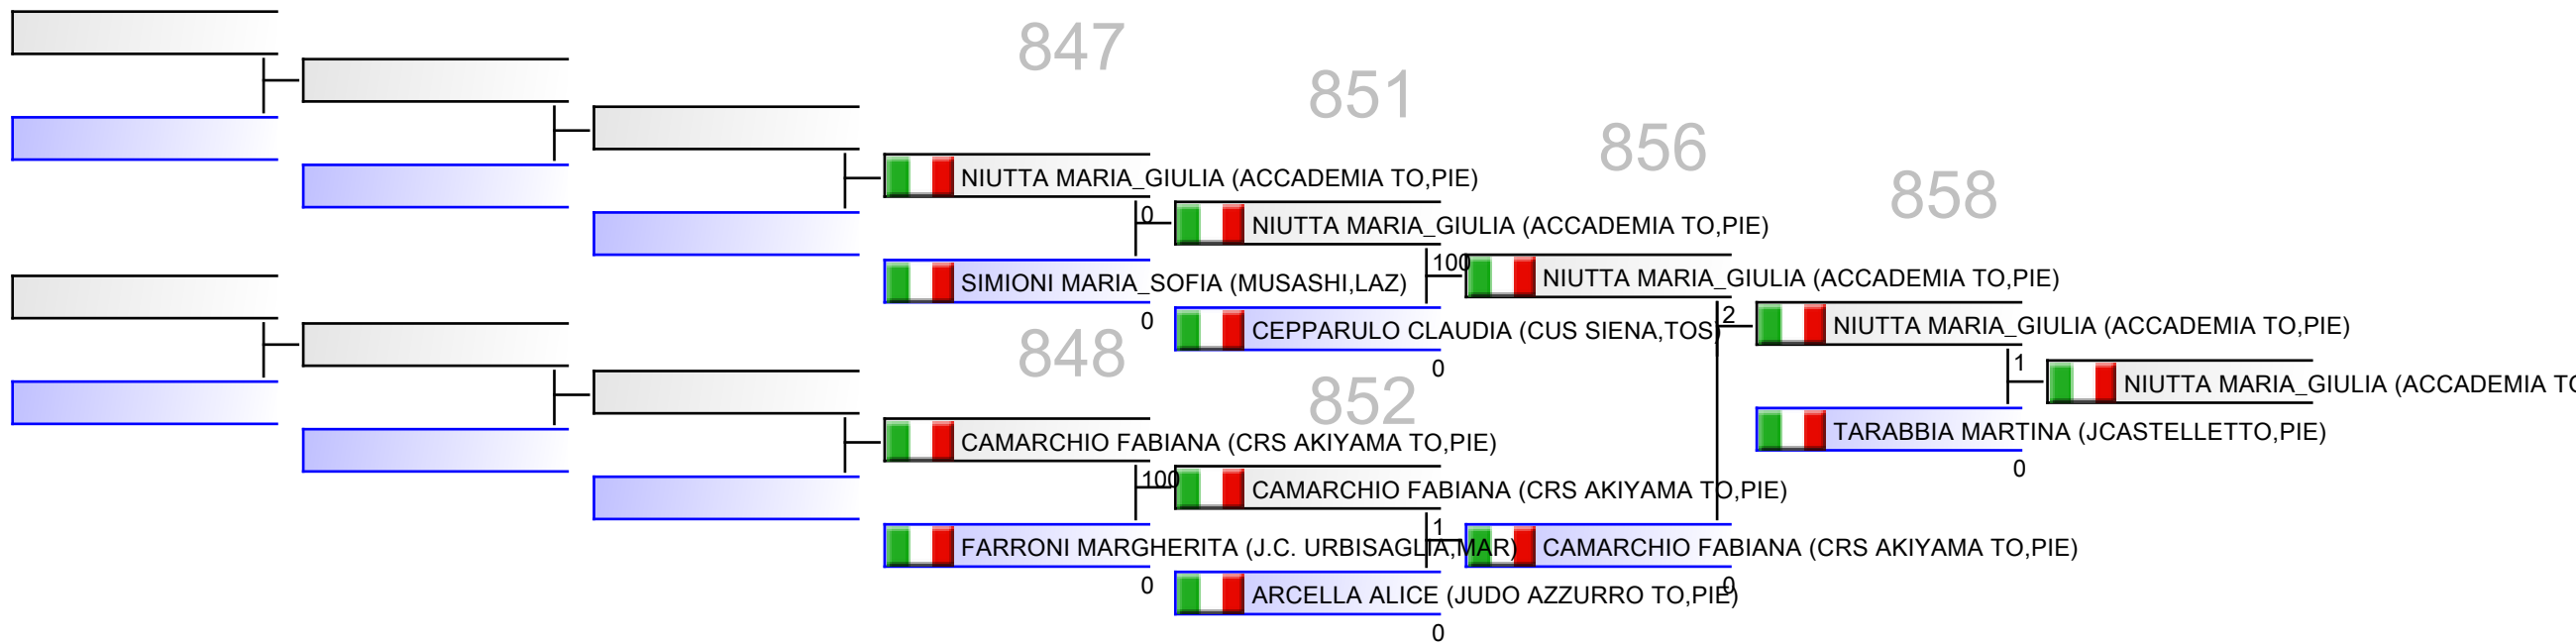 847
851
856
858
NIUTTA MARIA_GIULIA (ACCADEMIA TO,PIE)
0
NIUTTA MARIA_GIULIA (ACCADEMIA TO,PIE)
SIMIONI MARIA_SOFIA (MUSASHI,LAZ)
0
100
NIUTTA MARIA_GIULIA (ACCADEMIA TO,PIE)
CEPPARULO CLAUDIA (CUS SIENA,TOS)
0
2
NIUTTA MARIA_GIULIA (ACCADEMIA TO,PIE)
1
NIUTTA MARIA_GIULIA (ACCADEMIA TO
TARABBIA MARTINA (JCASTELLETTO,PIE)
0
848
852
CAMARCHIO FABIANA (CRS AKIYAMA TO,PIE)
100
CAMARCHIO FABIANA (CRS AKIYAMA TO,PIE)
FARRONI MARGHERITA (J.C. URBISAGLIA,MAR)
0
1
CAMARCHIO FABIANA (CRS AKIYAMA TO,PIE)
0
ARCELLA ALICE (JUDO AZZURRO TO,PIE)
0